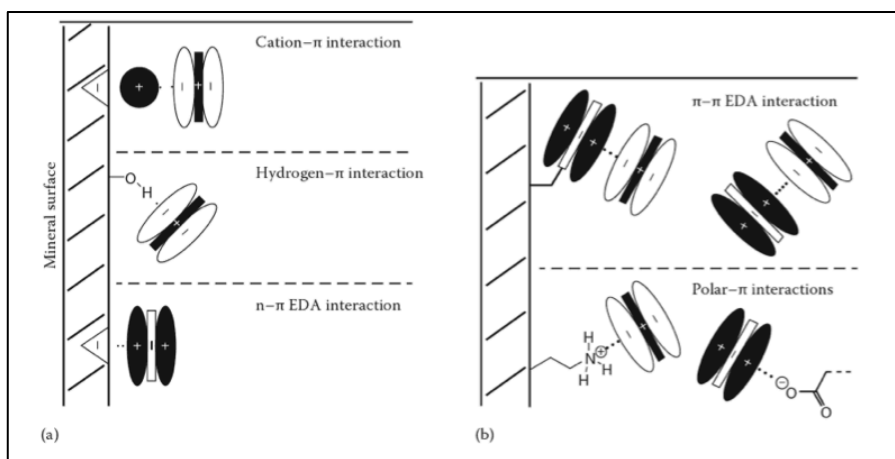 Mineral surface
Cation–π interaction
–
+
– + –
Hydrogen–π interaction
O
H
– + –
n–π EDA interaction
–
+ – +
(a)
π–π EDA interaction
+ – +
– + –
– + –
+ – +
Polar–π interactions
H
N ⊕
H
H
– + –
+ – +
⊖
O
O
(b)